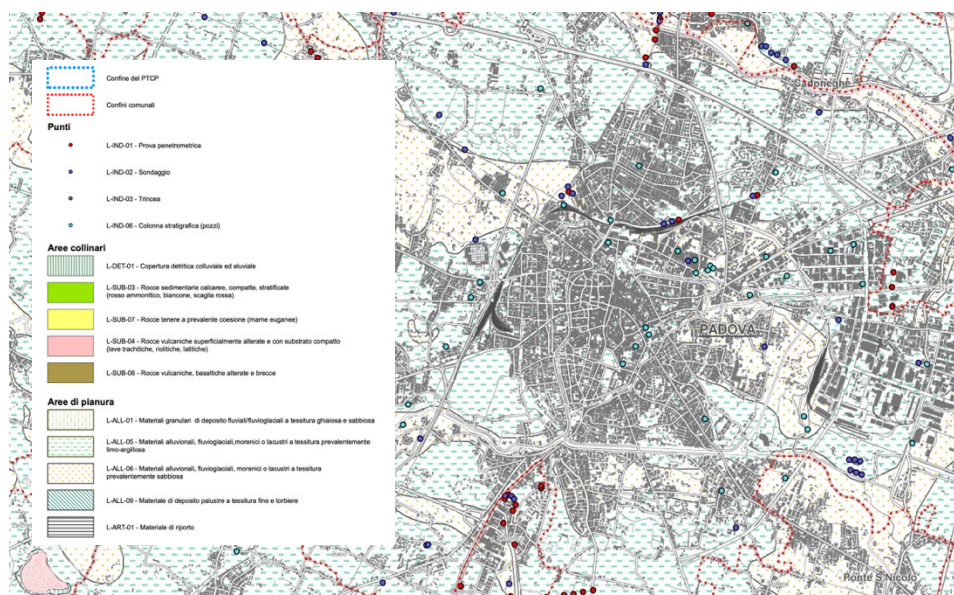 Confine del PTCP
Confini comunali
Punti
L-IND-01 - Prova penetrometrica
L-IND-02 - Sondaggio
L-IND-03 - Trincea
L-IND-06 - Colonna stratigrafica (pozzi)
Aree collinari
L-DET-01 - Copertura detritica colluviale ed eluviale
L-SUB-03 - Rocce sedimentarie calcaree, compatte, stratificate
(rosso ammonitico, biancone, scaglia rossa)
L-SUB-07 - Rocce tenere a prevalente coesione (marne euganee)
L-SUB-04 - Rocce vulcaniche superficialmente alterate e con substrato compatto
(lave trachitiche, riolitiche, latitiche)
L-SUB-06 - Rocce vulcaniche, basaltiche alterate e brecce
Aree di pianura
L-ALL-01 - Materiali granulari di deposito fluviali/fluvioglaciali a tessitura ghiaiosa e sabbiosa
L-ALL-05 - Materiali alluvionali, fluvioglaciali,morenici o lacustri a tessitura prevalentemente
limo-argillosa
L-ALL-06 - Materiali alluvionali, fluvioglaciali, morenici o lacustri a tessitura
prevalentemente sabbiosa
L-ALL-09 - Materiale di deposito palustre a tessitura fine e torbiere
L-ART-01 - Materiale di riporto
Cadoneghe
PADOVA
Ponte S.Nicolo